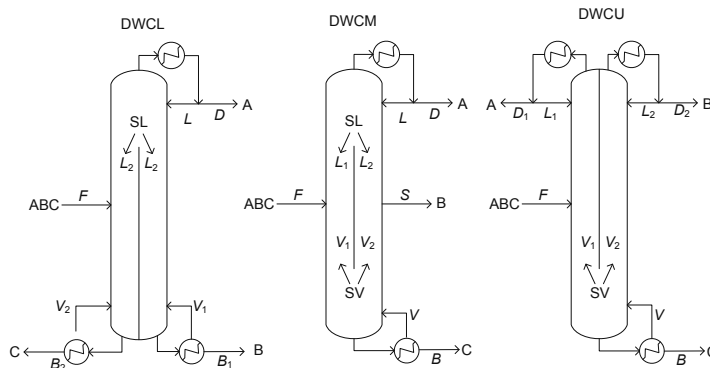 DWCL
DWCM
DWCU
SL
L D A
L₂ L₂
ABC F
V₂ V₁
C B₂ B₁ B
SL
L D A
L₁ L₂
ABC F S B
V₁ V₂
SV
V
B C
A D₁ L₁ L₂ D₂ B
ABC F
V₁ V₂
SV
V
B C